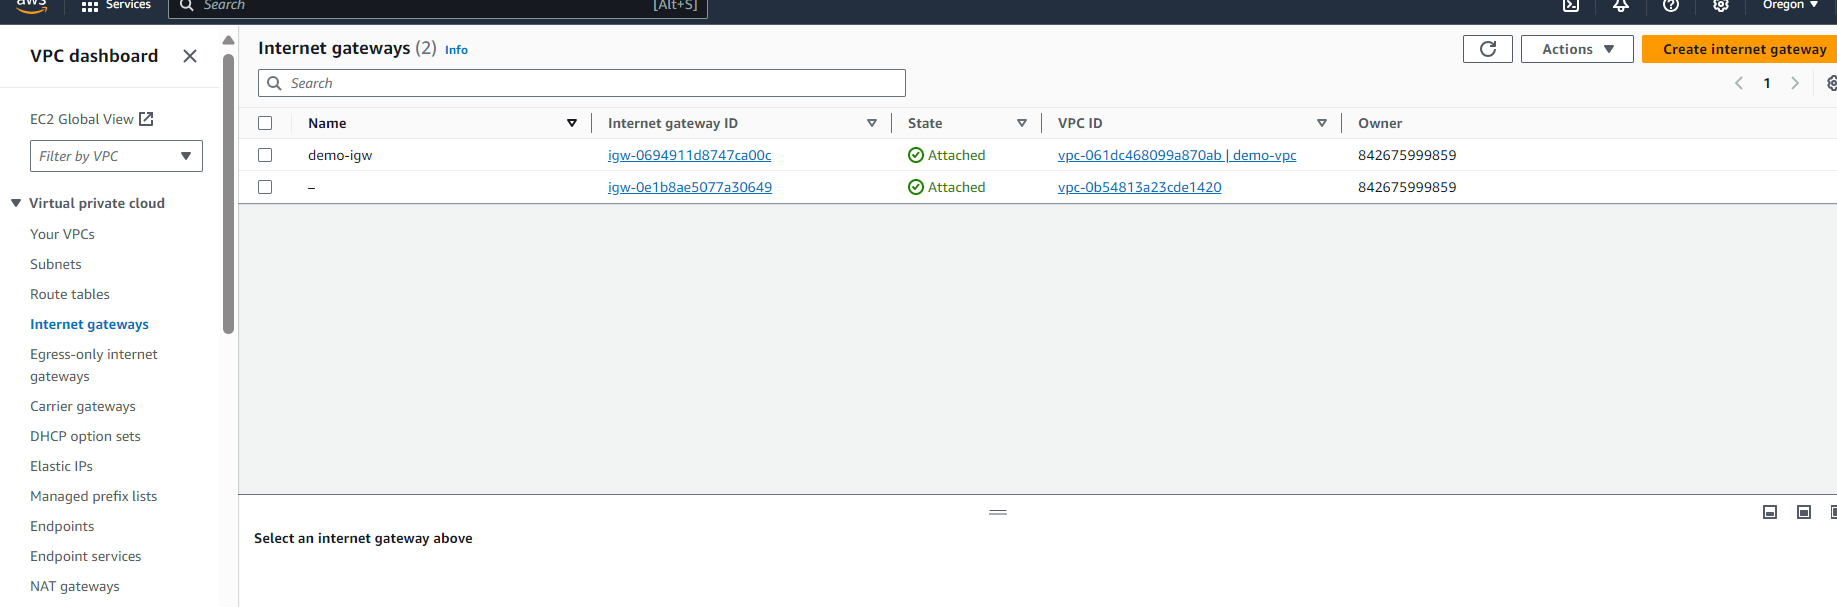 aws
Services
Search
[Alt+S]
Oregon
VPC dashboard
EC2 Global View
Filter by VPC
Virtual private cloud
Your VPCs
Subnets
Route tables
Internet gateways
Egress-only internet
gateways
Carrier gateways
DHCP option sets
Elastic IPs
Managed prefix lists
Endpoints
Endpoint services
NAT gateways
Internet gateways (2) Info
Actions
Create internet gateway
Search
1
Name Internet gateway ID State VPC ID Owner
demo-igw igw-0694911d8747ca00c Attached vpc-061dc468099a870ab | demo-vpc 842675999859
– igw-0e1b8ae5077a30649 Attached vpc-0b54813a23cde1420 842675999859
Select an internet gateway above